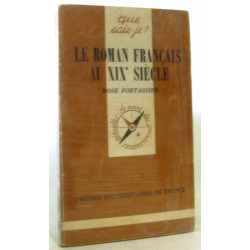 que
sais-je?
LE ROMAN FRANÇAIS
AU XIXe SIÈCLE
ROSE FORTASSIER
PRESSES UNIVERSITAIRES DE FRANCE